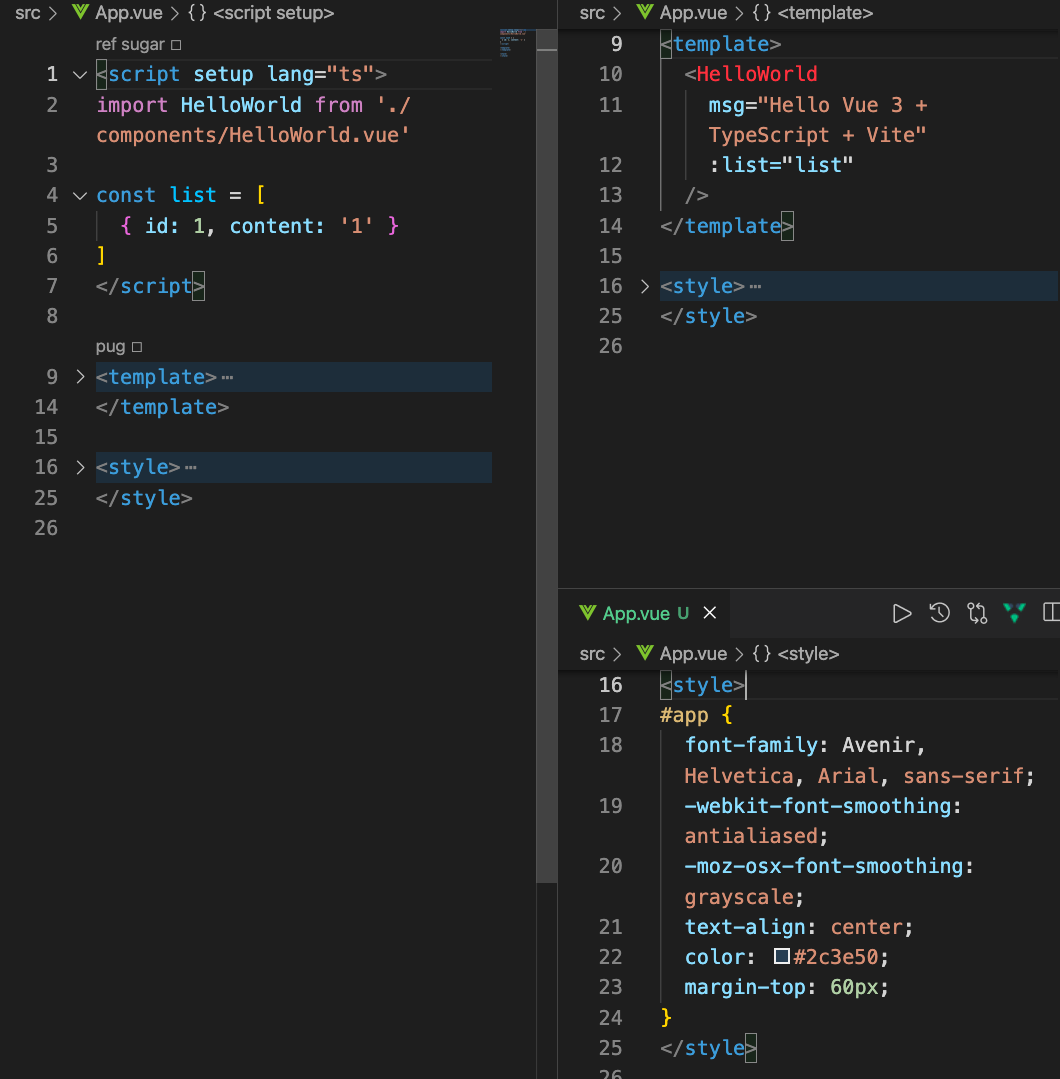 src > App.vue > {} <script setup>
ref sugar □
1 <script setup lang="ts">
2 import HelloWorld from './
components/HelloWorld.vue'
3
4 const list = [
5 { id: 1, content: '1' }
6 ]
7 </script>
8
pug □
9 <template>…
14 </template>
15
16 <style>…
25 </style>
26
src > App.vue > {} <template>
9 <template>
10 <HelloWorld
11 msg="Hello Vue 3 +
TypeScript + Vite"
12 :list="list"
13 />
14 </template>
15
16 <style>…
25 </style>
26
App.vue U
src > App.vue > {} <style>
16 <style>
17 #app {
18 font-family: Avenir,
Helvetica, Arial, sans-serif;
19 -webkit-font-smoothing:
antialiased;
20 -moz-osx-font-smoothing:
grayscale;
21 text-align: center;
22 color: #2c3e50;
23 margin-top: 60px;
24 }
25 </style>
26